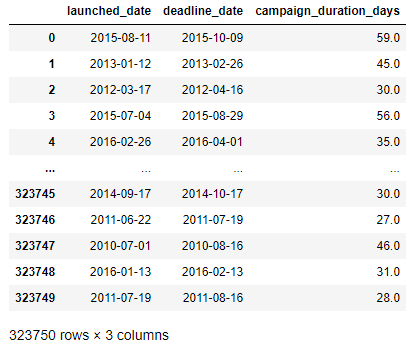 launched_date deadline_date campaign_duration_days
0 2015-08-11 2015-10-09 59.0
1 2013-01-12 2013-02-26 45.0
2 2012-03-17 2012-04-16 30.0
3 2015-07-04 2015-08-29 56.0
4 2016-02-26 2016-04-01 35.0
... ... ... ...
323745 2014-09-17 2014-10-17 30.0
323746 2011-06-22 2011-07-19 27.0
323747 2010-07-01 2010-08-16 46.0
323748 2016-01-13 2016-02-13 31.0
323749 2011-07-19 2011-08-16 28.0
323750 rows × 3 columns